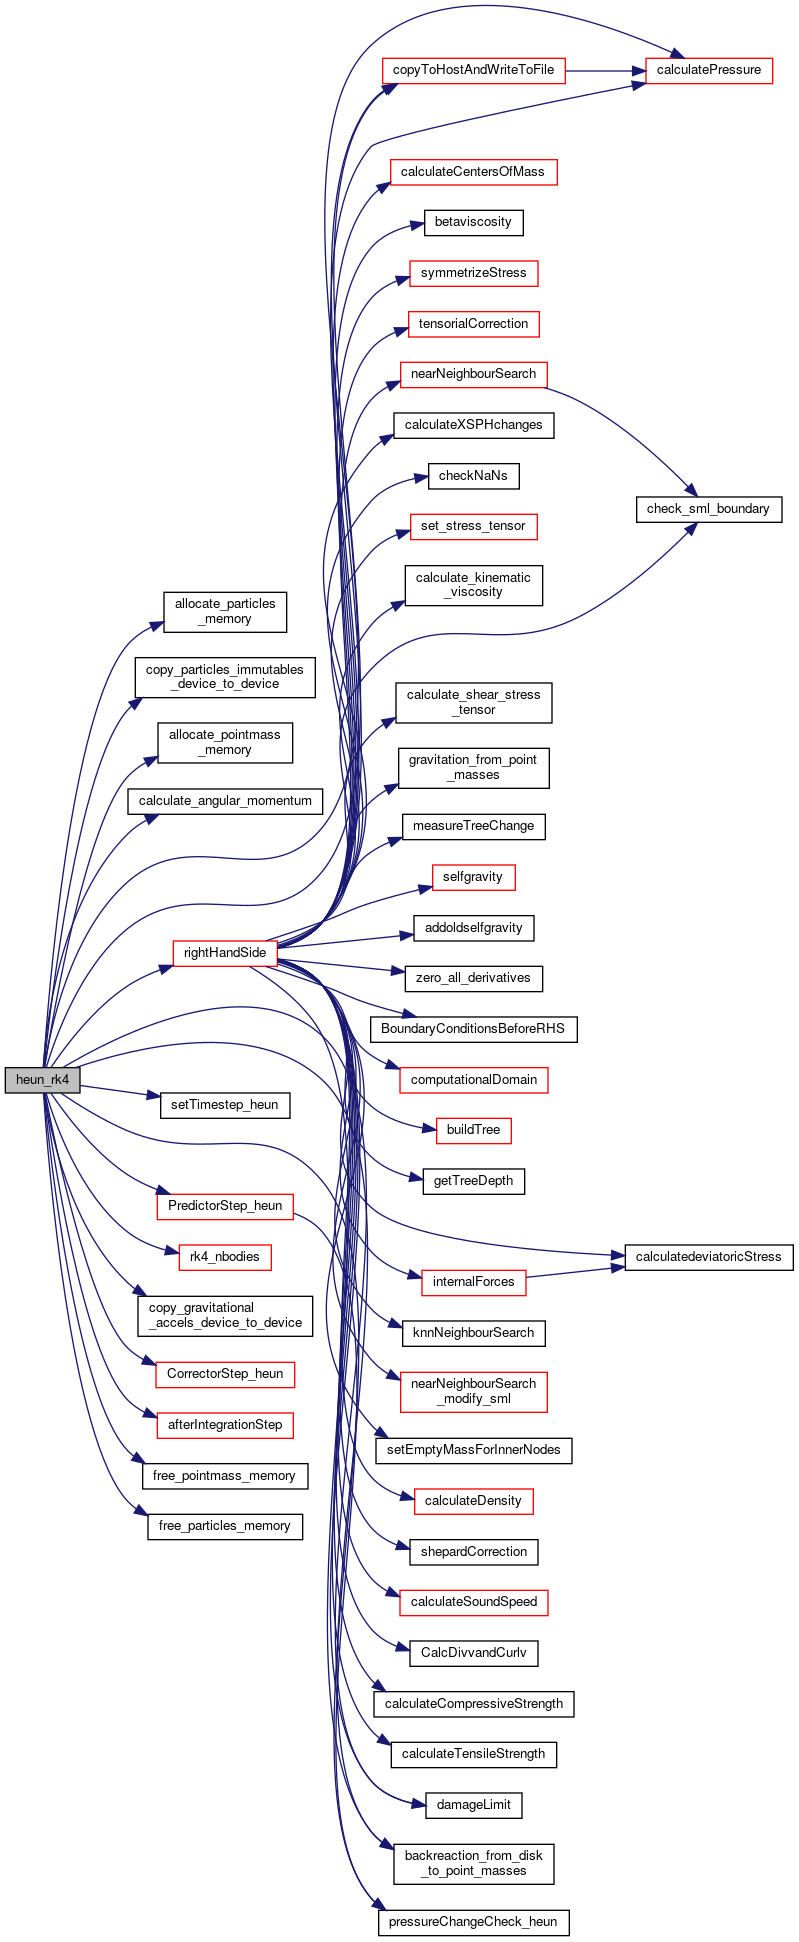 copyToHostAndWriteToFile
calculatePressure
calculateCentersOfMass
betaviscosity
symmetrizeStress
tensorialCorrection
nearNeighbourSearch
calculateXSPHchanges
checkNaNs
check_sml_boundary
set_stress_tensor
calculate_kinematic
_viscosity
allocate_particles
_memory
copy_particles_immutables
_device_to_device
calculate_shear_stress
_tensor
allocate_pointmass
_memory
gravitation_from_point
_masses
calculate_angular_momentum
measureTreeChange
selfgravity
addoldselfgravity
rightHandSide
zero_all_derivatives
BoundaryConditionsBeforeRHS
heun_rk4
computationalDomain
setTimestep_heun
buildTree
getTreeDepth
PredictorStep_heun
rk4_nbodies
calculatedeviatoricStress
internalForces
copy_gravitational
_accels_device_to_device
knnNeighbourSearch
CorrectorStep_heun
nearNeighbourSearch
_modify_sml
afterIntegrationStep
setEmptyMassForInnerNodes
free_pointmass_memory
calculateDensity
free_particles_memory
shepardCorrection
calculateSoundSpeed
CalcDivvandCurlv
calculateCompressiveStrength
calculateTensileStrength
damageLimit
backreaction_from_disk
_to_point_masses
pressureChangeCheck_heun